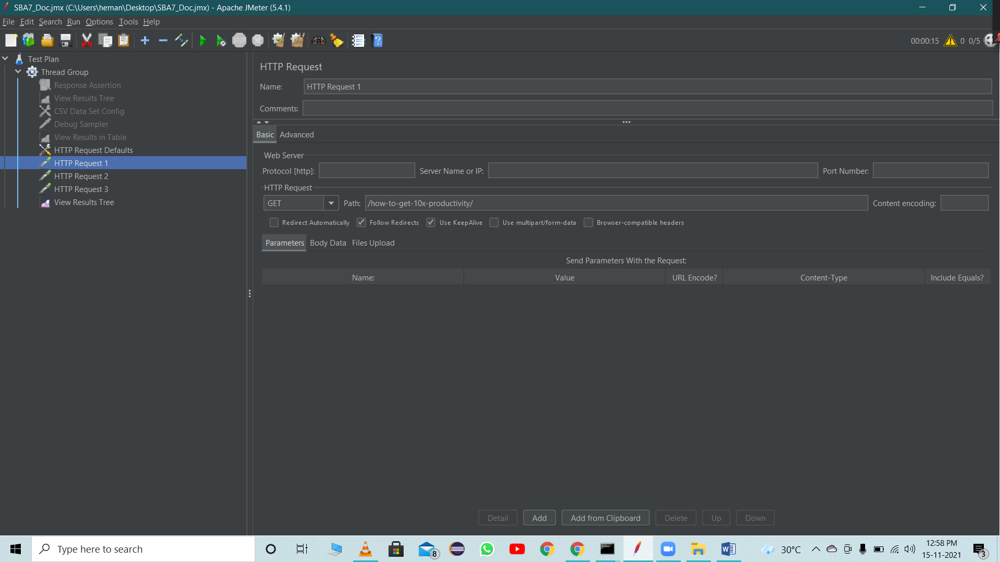 SBA7_Doc.jmx (C:\Users\heman\Desktop\SBA7_Doc.jmx) - Apache JMeter (5.4.1)
File Edit Search Run Options Tools Help
STOP
00:00:15 0 0/5
Test Plan
Thread Group
Response Assertion
View Results Tree
CSV Data Set Config
Debug Sampler
View Results in Table
HTTP Request Defaults
HTTP Request 1
HTTP Request 2
HTTP Request 3
View Results Tree
HTTP Request
Name: HTTP Request 1
Comments:
Basic Advanced
Web Server
Protocol [http]: Server Name or IP: Port Number:
HTTP Request
GET Path: /how-to-get-10x-productivity/ Content encoding:
Redirect Automatically Follow Redirects Use KeepAlive Use multipart/form-data Browser-compatible headers
Parameters Body Data Files Upload
Send Parameters With the Request:
Name: Value URL Encode? Content-Type Include Equals?
Detail Add Add from Clipboard Delete Up Down
Type here to search
8
W
30°C
12:58 PM
15-11-2021
3